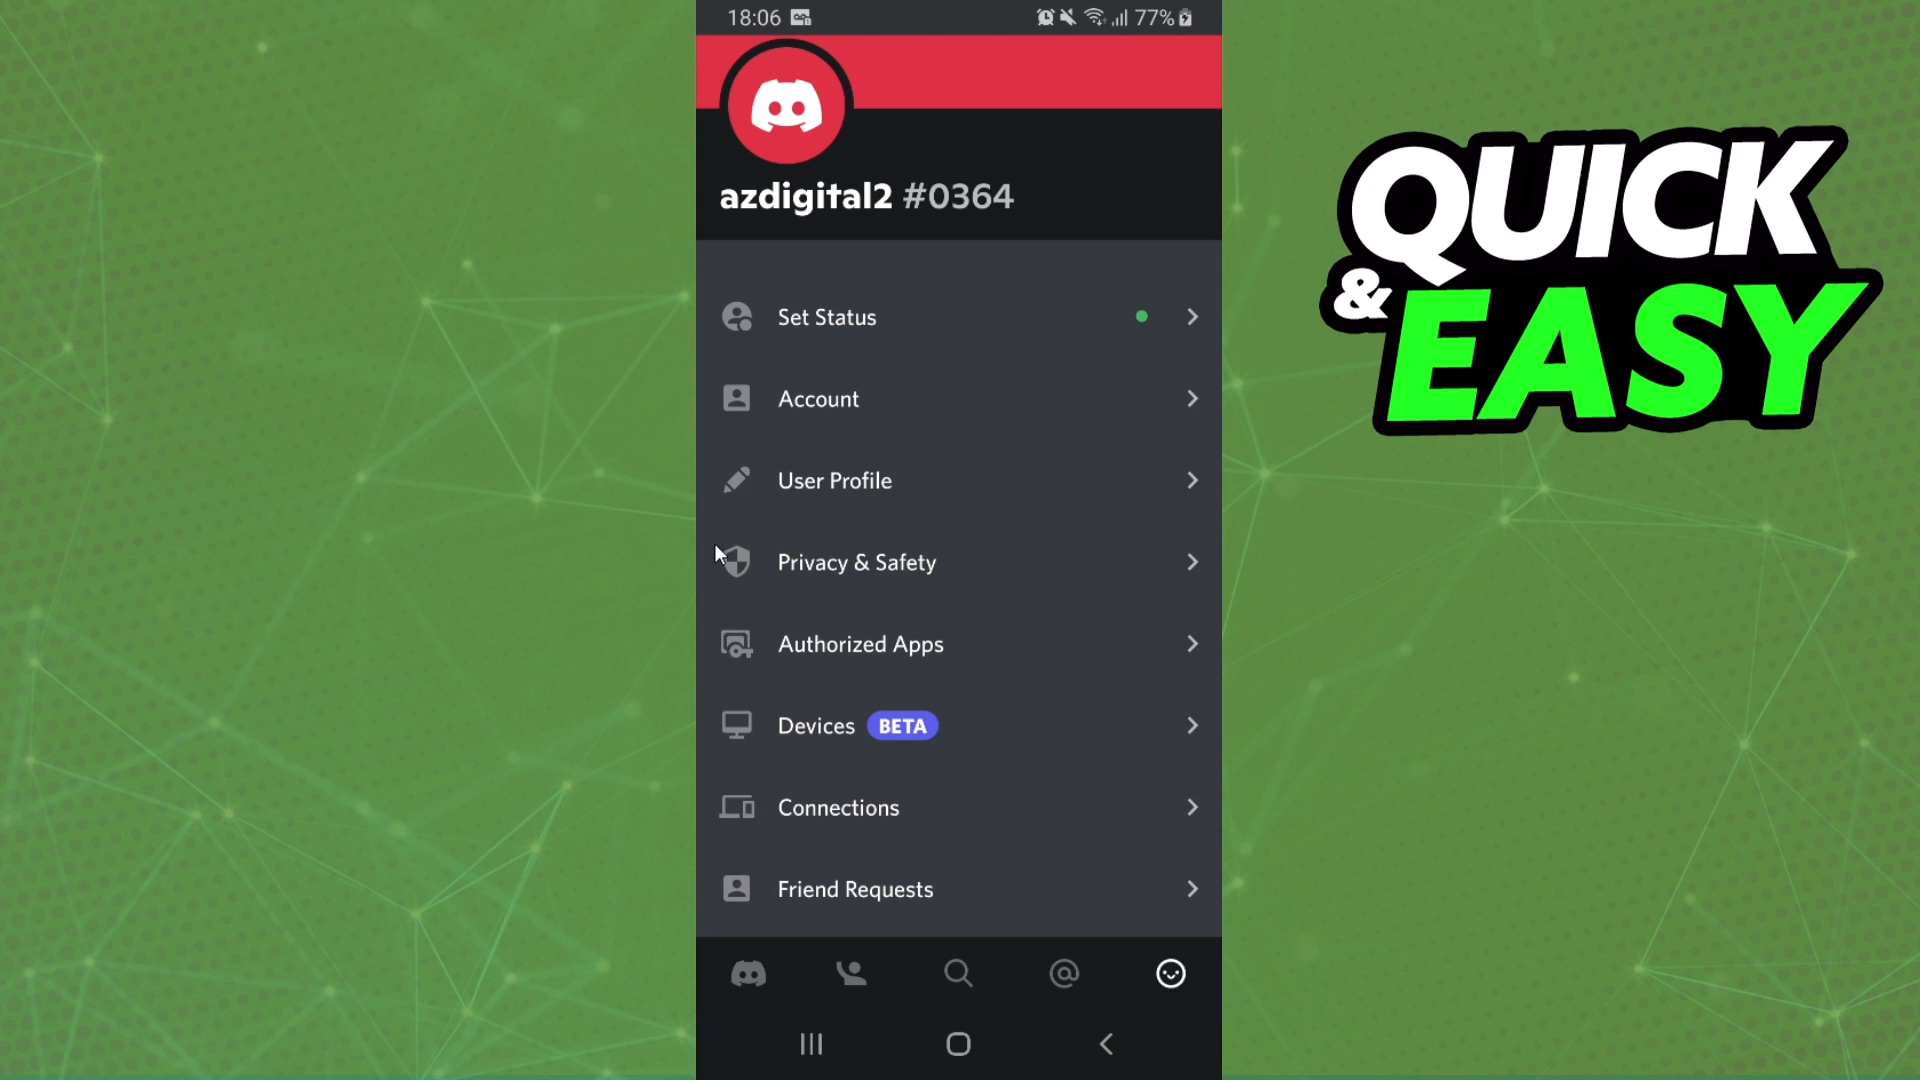 18:06
77%
azdigital2 #0364
Set Status
Account
User Profile
Privacy & Safety
Authorized Apps
Devices BETA
Connections
Friend Requests
QUICK
& EASY